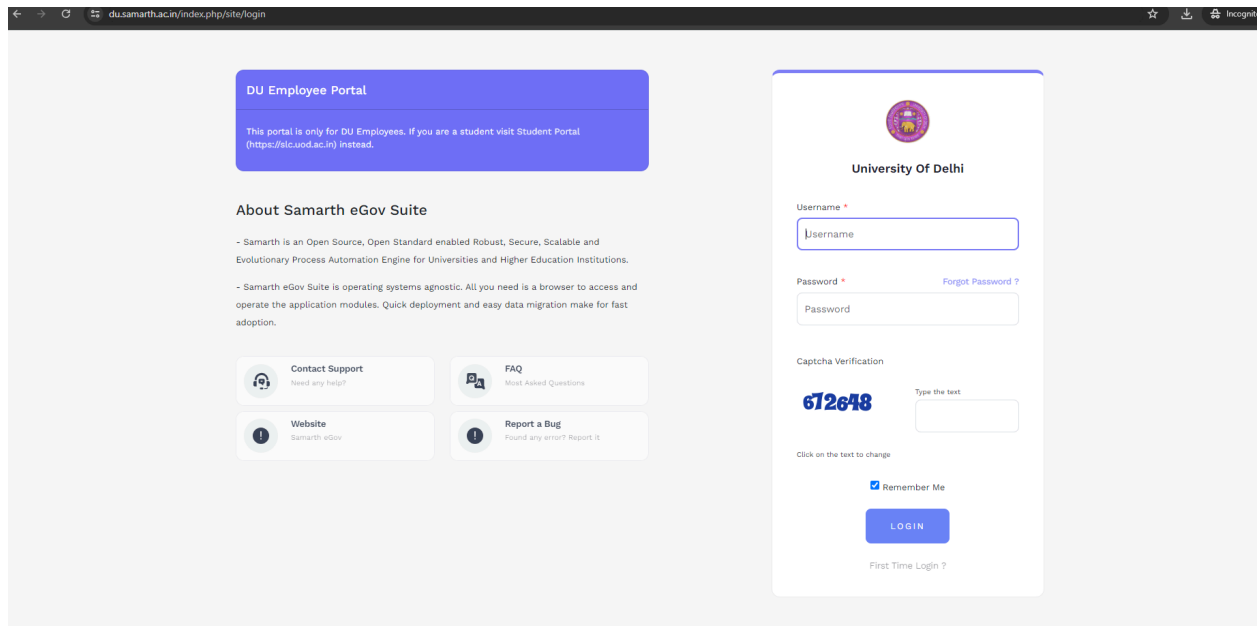 du.samarth.ac.in/index.php/site/login
Incognit
DU Employee Portal
This portal is only for DU Employees. If you are a student visit Student Portal
(https://slc.uod.ac.in) instead.
About Samarth eGov Suite
- Samarth is an Open Source, Open Standard enabled Robust, Secure, Scalable and
Evolutionary Process Automation Engine for Universities and Higher Education Institutions.
- Samarth eGov Suite is operating systems agnostic. All you need is a browser to access and
operate the application modules. Quick deployment and easy data migration make for fast
adoption.
Contact Support
Need any help?
FAQ
Most Asked Questions
Website
Samarth eGov
Report a Bug
Found any error? Report it
University Of Delhi
Username *
Username
Password *
Forgot Password ?
Password
Captcha Verification
672648
Type the text
Click on the text to change
Remember Me
LOGIN
First Time Login ?